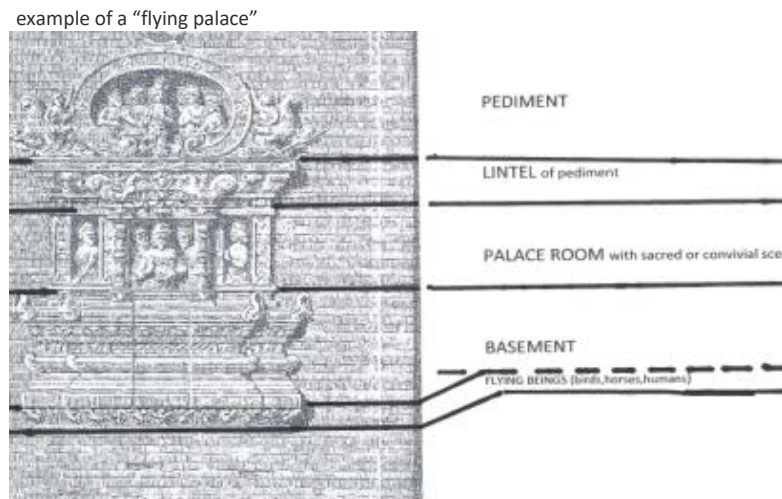 example of a “flying palace”
PEDIMENT
LINTEL of pediment
PALACE ROOM with sacred or convivial sce
BASEMENT
FLYING BEINGS (birds,horses,humans)